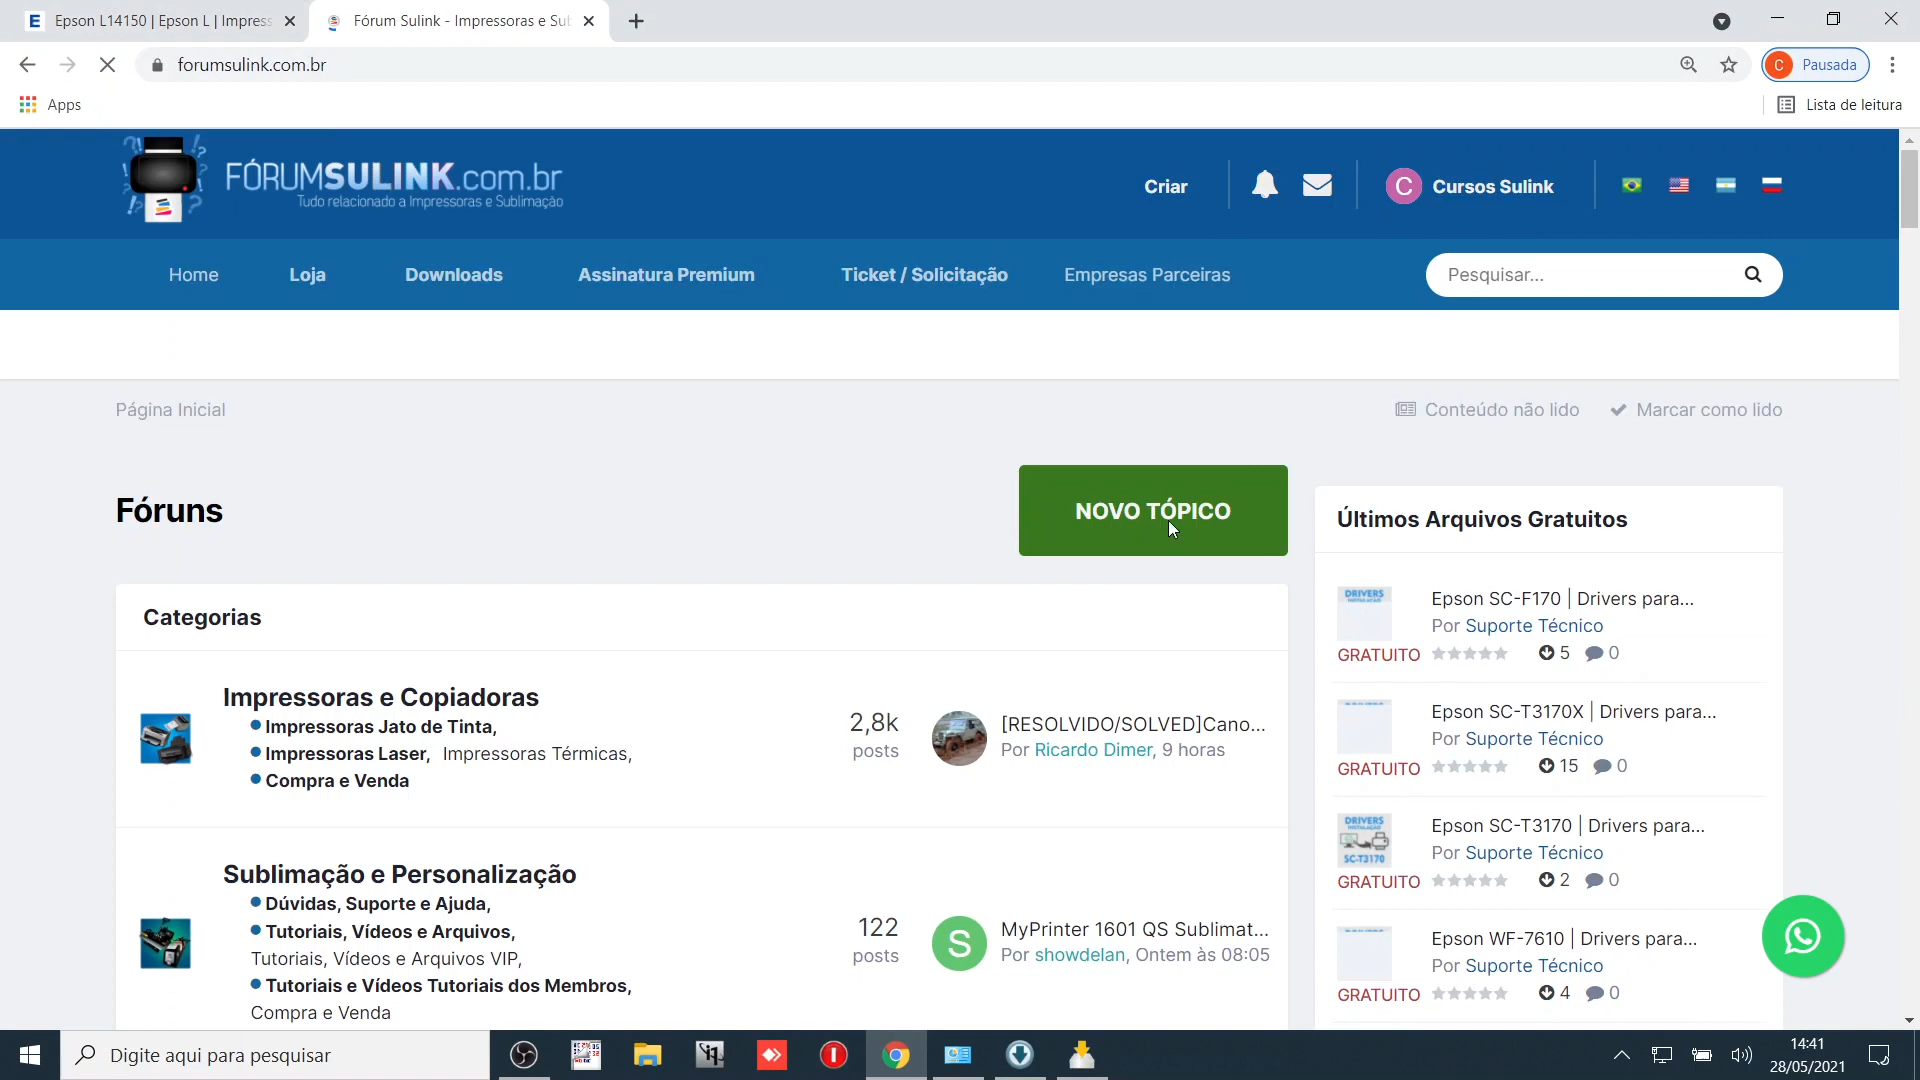 Epson L14150 | Epson L | Impress
Fórum Sulink - Impressoras e Sub
forumsulink.com.br
C Pausada
Apps
Lista de leitura
FÓRUMSULINK.com.br
Tudo relacionado a Impressoras e Sublimação
Criar
C Cursos Sulink
Home Loja Downloads Assinatura Premium Ticket / Solicitação Empresas Parceiras
Pesquisar...
Página Inicial
Conteúdo não lido Marcar como lido
Fóruns
NOVO TÓPICO
Categorias
Impressoras e Copiadoras
Impressoras Jato de Tinta,
Impressoras Laser, Impressoras Térmicas,
Compra e Venda
2,8k
posts
[RESOLVIDO/SOLVED]Cano...
Por Ricardo Dimer, 9 horas
Sublimação e Personalização
Dúvidas, Suporte e Ajuda,
Tutoriais, Vídeos e Arquivos,
Tutoriais, Vídeos e Arquivos VIP,
Tutoriais e Vídeos Tutoriais dos Membros,
Compra e Venda
122
posts
S
MyPrinter 1601 QS Sublimat...
Por showdelan, Ontem às 08:05
Últimos Arquivos Gratuitos
DRIVERS
Epson SC-F170 | Drivers para...
Por Suporte Técnico
GRATUITO 5 0
Epson SC-T3170X | Drivers para...
Por Suporte Técnico
GRATUITO 15 0
DRIVERS
SC-T3170
Epson SC-T3170 | Drivers para...
Por Suporte Técnico
GRATUITO 2 0
Epson WF-7610 | Drivers para...
Por Suporte Técnico
GRATUITO 4 0
Digite aqui para pesquisar
14:41
28/05/2021